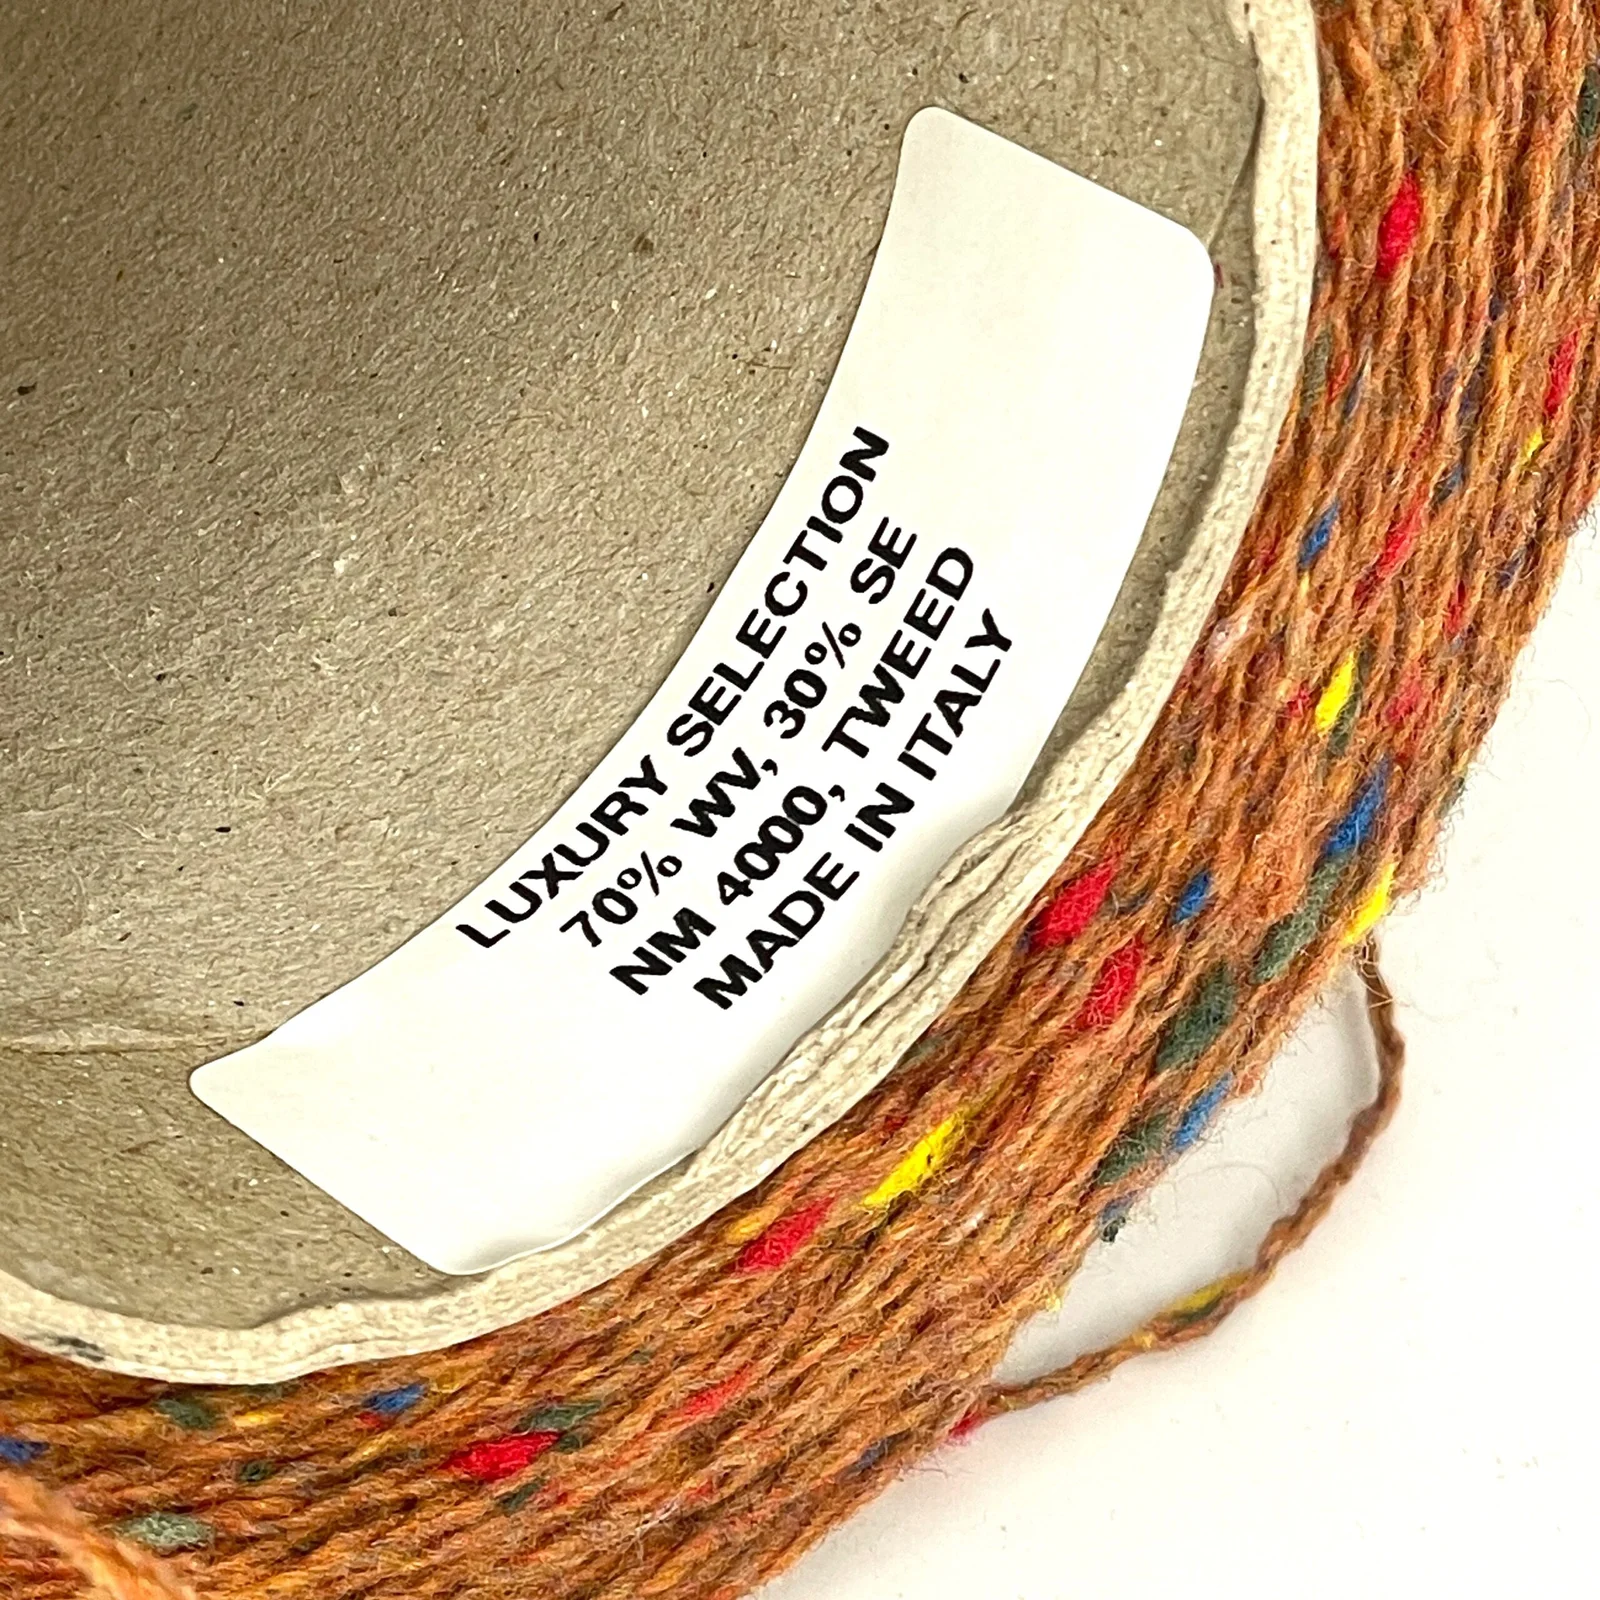 LUXURY SELECTION
70% WV, 30% SE
NM 4000, TWEED
MADE IN ITALY